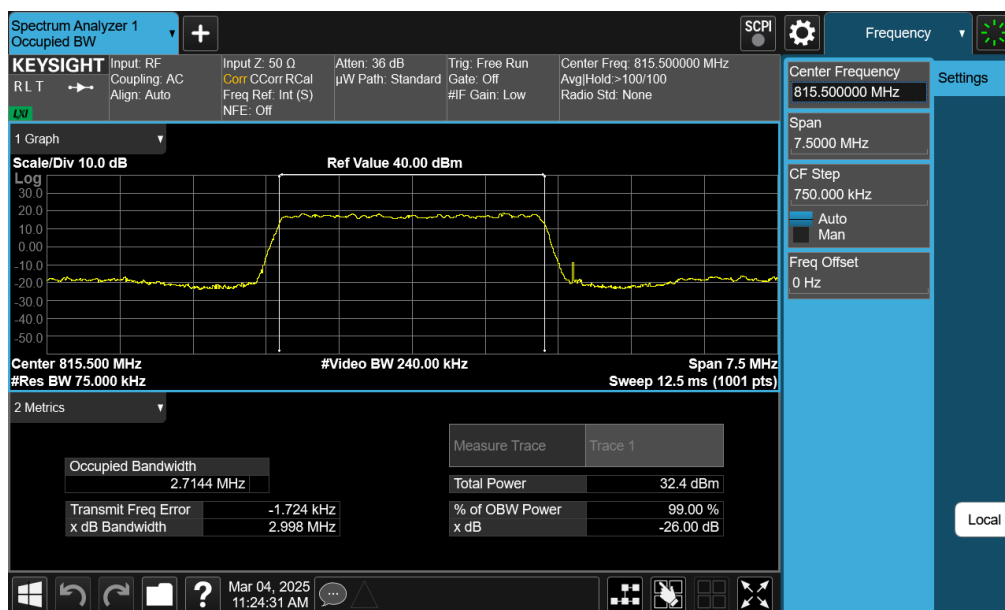 Spectrum Analyzer 1
Occupied BW
+
SCPI
Frequency
KEYSIGHT
RLT
LXI
Input: RF
Coupling: AC
Align: Auto
Input Z: 50 Ω
Corr CCorr RCal
Freq Ref: Int (S)
NFE: Off
Atten: 36 dB
µW Path: Standard
Trig: Free Run
Gate: Off
#IF Gain: Low
Center Freq: 815.500000 MHz
Avg|Hold:>100/100
Radio Std: None
Center Frequency
815.500000 MHz
Settings
Span
7.5000 MHz
CF Step
750.000 kHz
Auto
Man
Freq Offset
0 Hz
Local
1 Graph
Scale/Div 10.0 dB
Ref Value 40.00 dBm
Log
30.0
20.0
10.0
0.00
-10.0
-20.0
-30.0
-40.0
-50.0
Center 815.500 MHz
#Video BW 240.00 kHz
Span 7.5 MHz
#Res BW 75.000 kHz
Sweep 12.5 ms (1001 pts)
2 Metrics
Measure Trace
Trace 1
Occupied Bandwidth
2.7144 MHz
Total Power
32.4 dBm
Transmit Freq Error
-1.724 kHz
% of OBW Power
99.00 %
x dB Bandwidth
2.998 MHz
x dB
-26.00 dB
?
Mar 04, 2025
11:24:31 AM